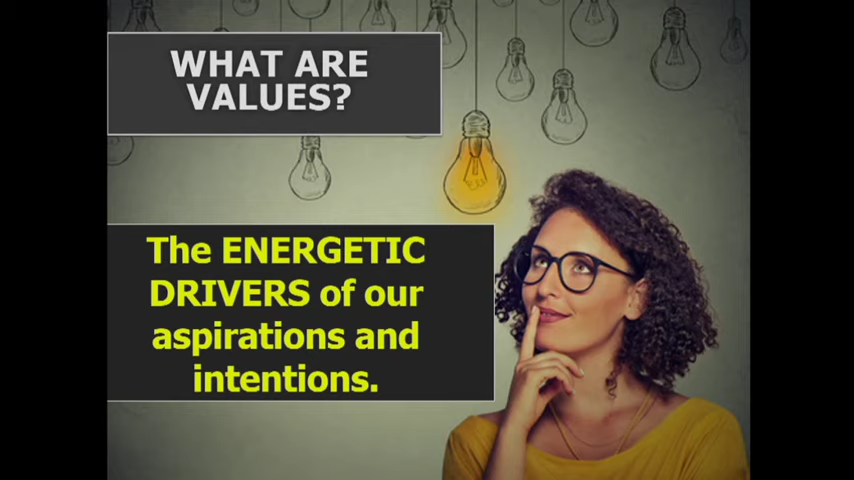 WHAT ARE
VALUES?
The ENERGETIC
DRIVERS of our
aspirations and
intentions.